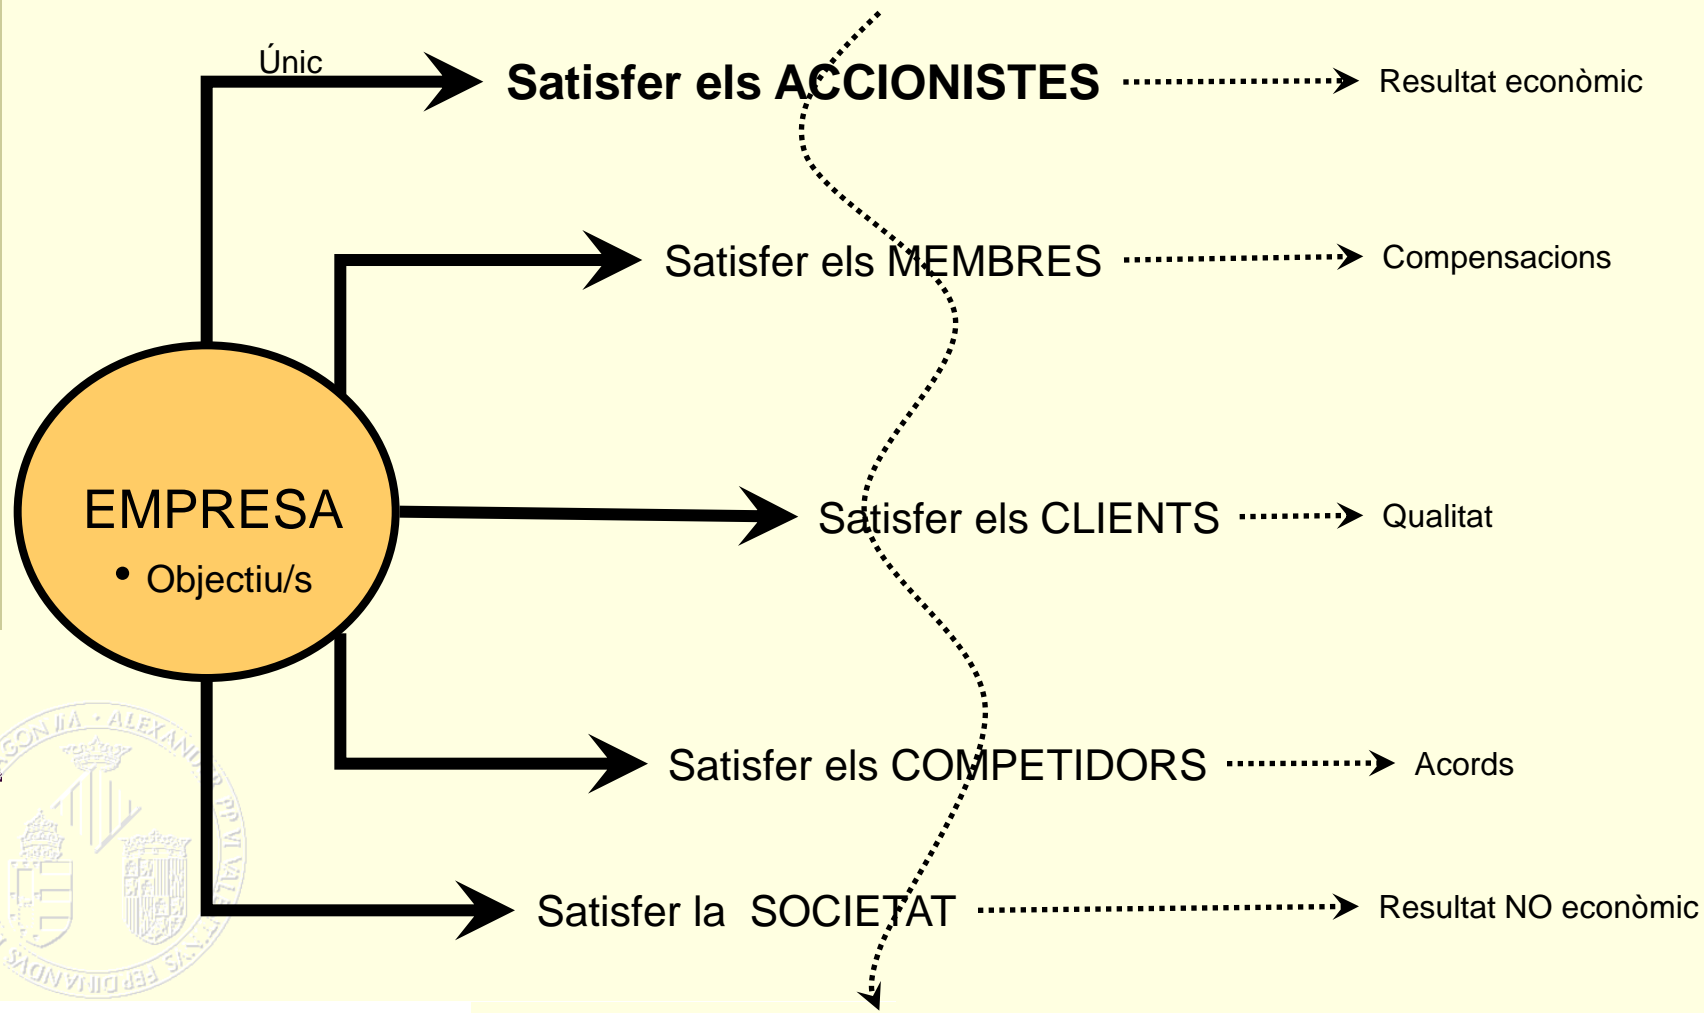 Únic
Satisfer els ACCIONISTES
Resultat econòmic
Satisfer els MEMBRES
Compensacions
EMPRESA
• Objectiu/s
Satisfer els CLIENTS
Qualitat
Satisfer els COMPETIDORS
Acords
Satisfer la SOCIETAT
Resultat NO econòmic